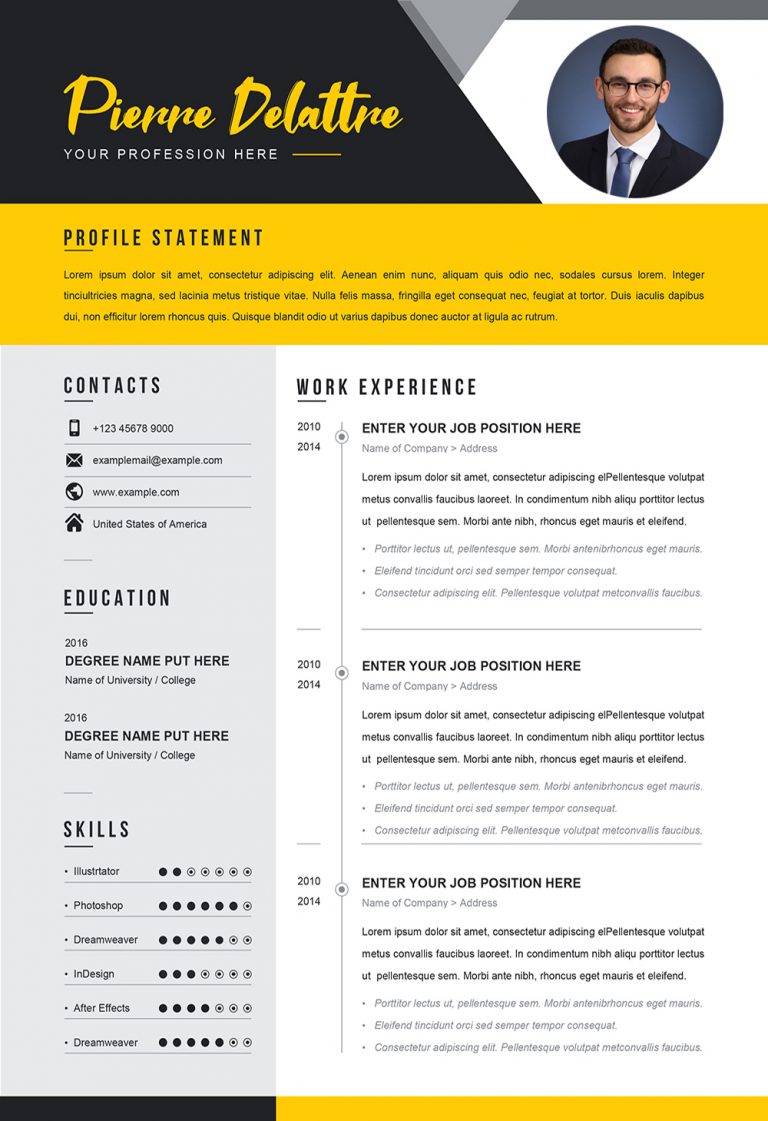 Pierre Delattre
YOUR PROFESSION HERE
PROFILE STATEMENT
Lorem ipsum dolor sit amet, consectetur adipiscing elit. Aenean enim nunc, aliquam quis odio nec, sodales cursus lorem. Integer
tinciultricies magna, sed lacinia metus tristique vitae. Nulla felis massa, fringilla eget consequat nec, feugiat at tortor. Duis iaculis dapibus
dui, non efficitur lorem rhoncus quis. Quisque blandit odio ut varius dapibus donec auctor at ligula ac rutrum.
CONTACTS
+123 45678 9000
examplemail@example.com
www.example.com
United States of America
EDUCATION
2016
DEGREE NAME PUT HERE
Name of University / College
2016
DEGREE NAME PUT HERE
Name of University / College
SKILLS
• Illustrtator
• Photoshop
• Dreamweaver
• InDesign
• After Effects
• Dreamweaver
WORK EXPERIENCE
2010
2014
ENTER YOUR JOB POSITION HERE
Name of Company > Address
Lorem ipsum dolor sit amet, consectetur adipiscing elPellentesque volutpat
metus convallis faucibus laoreet. In condimentum nibh aliqu porttitor lectus
ut pellentesque sem. Morbi ante nibh, rhoncus eget mauris et eleifend.
• Porttitor lectus ut, pellentesque sem. Morbi antenibrhoncus eget mauris.
• Eleifend tincidunt orci sed semper tempor consequat.
• Consectetur adipiscing elit. Pellentesque volutpat metconvallis faucibus.
2010
2014
ENTER YOUR JOB POSITION HERE
Name of Company > Address
Lorem ipsum dolor sit amet, consectetur adipiscing elPellentesque volutpat
metus convallis faucibus laoreet. In condimentum nibh aliqu porttitor lectus
ut pellentesque sem. Morbi ante nibh, rhoncus eget mauris et eleifend.
• Porttitor lectus ut, pellentesque sem. Morbi antenibrhoncus eget mauris.
• Eleifend tincidunt orci sed semper tempor consequat.
• Consectetur adipiscing elit. Pellentesque volutpat metconvallis faucibus.
2010
2014
ENTER YOUR JOB POSITION HERE
Name of Company > Address
Lorem ipsum dolor sit amet, consectetur adipiscing elPellentesque volutpat
metus convallis faucibus laoreet. In condimentum nibh aliqu porttitor lectus
ut pellentesque sem. Morbi ante nibh, rhoncus eget mauris et eleifend.
• Porttitor lectus ut, pellentesque sem. Morbi antenibrhoncus eget mauris.
• Eleifend tincidunt orci sed semper tempor consequat.
• Consectetur adipiscing elit. Pellentesque volutpat metconvallis faucibus.